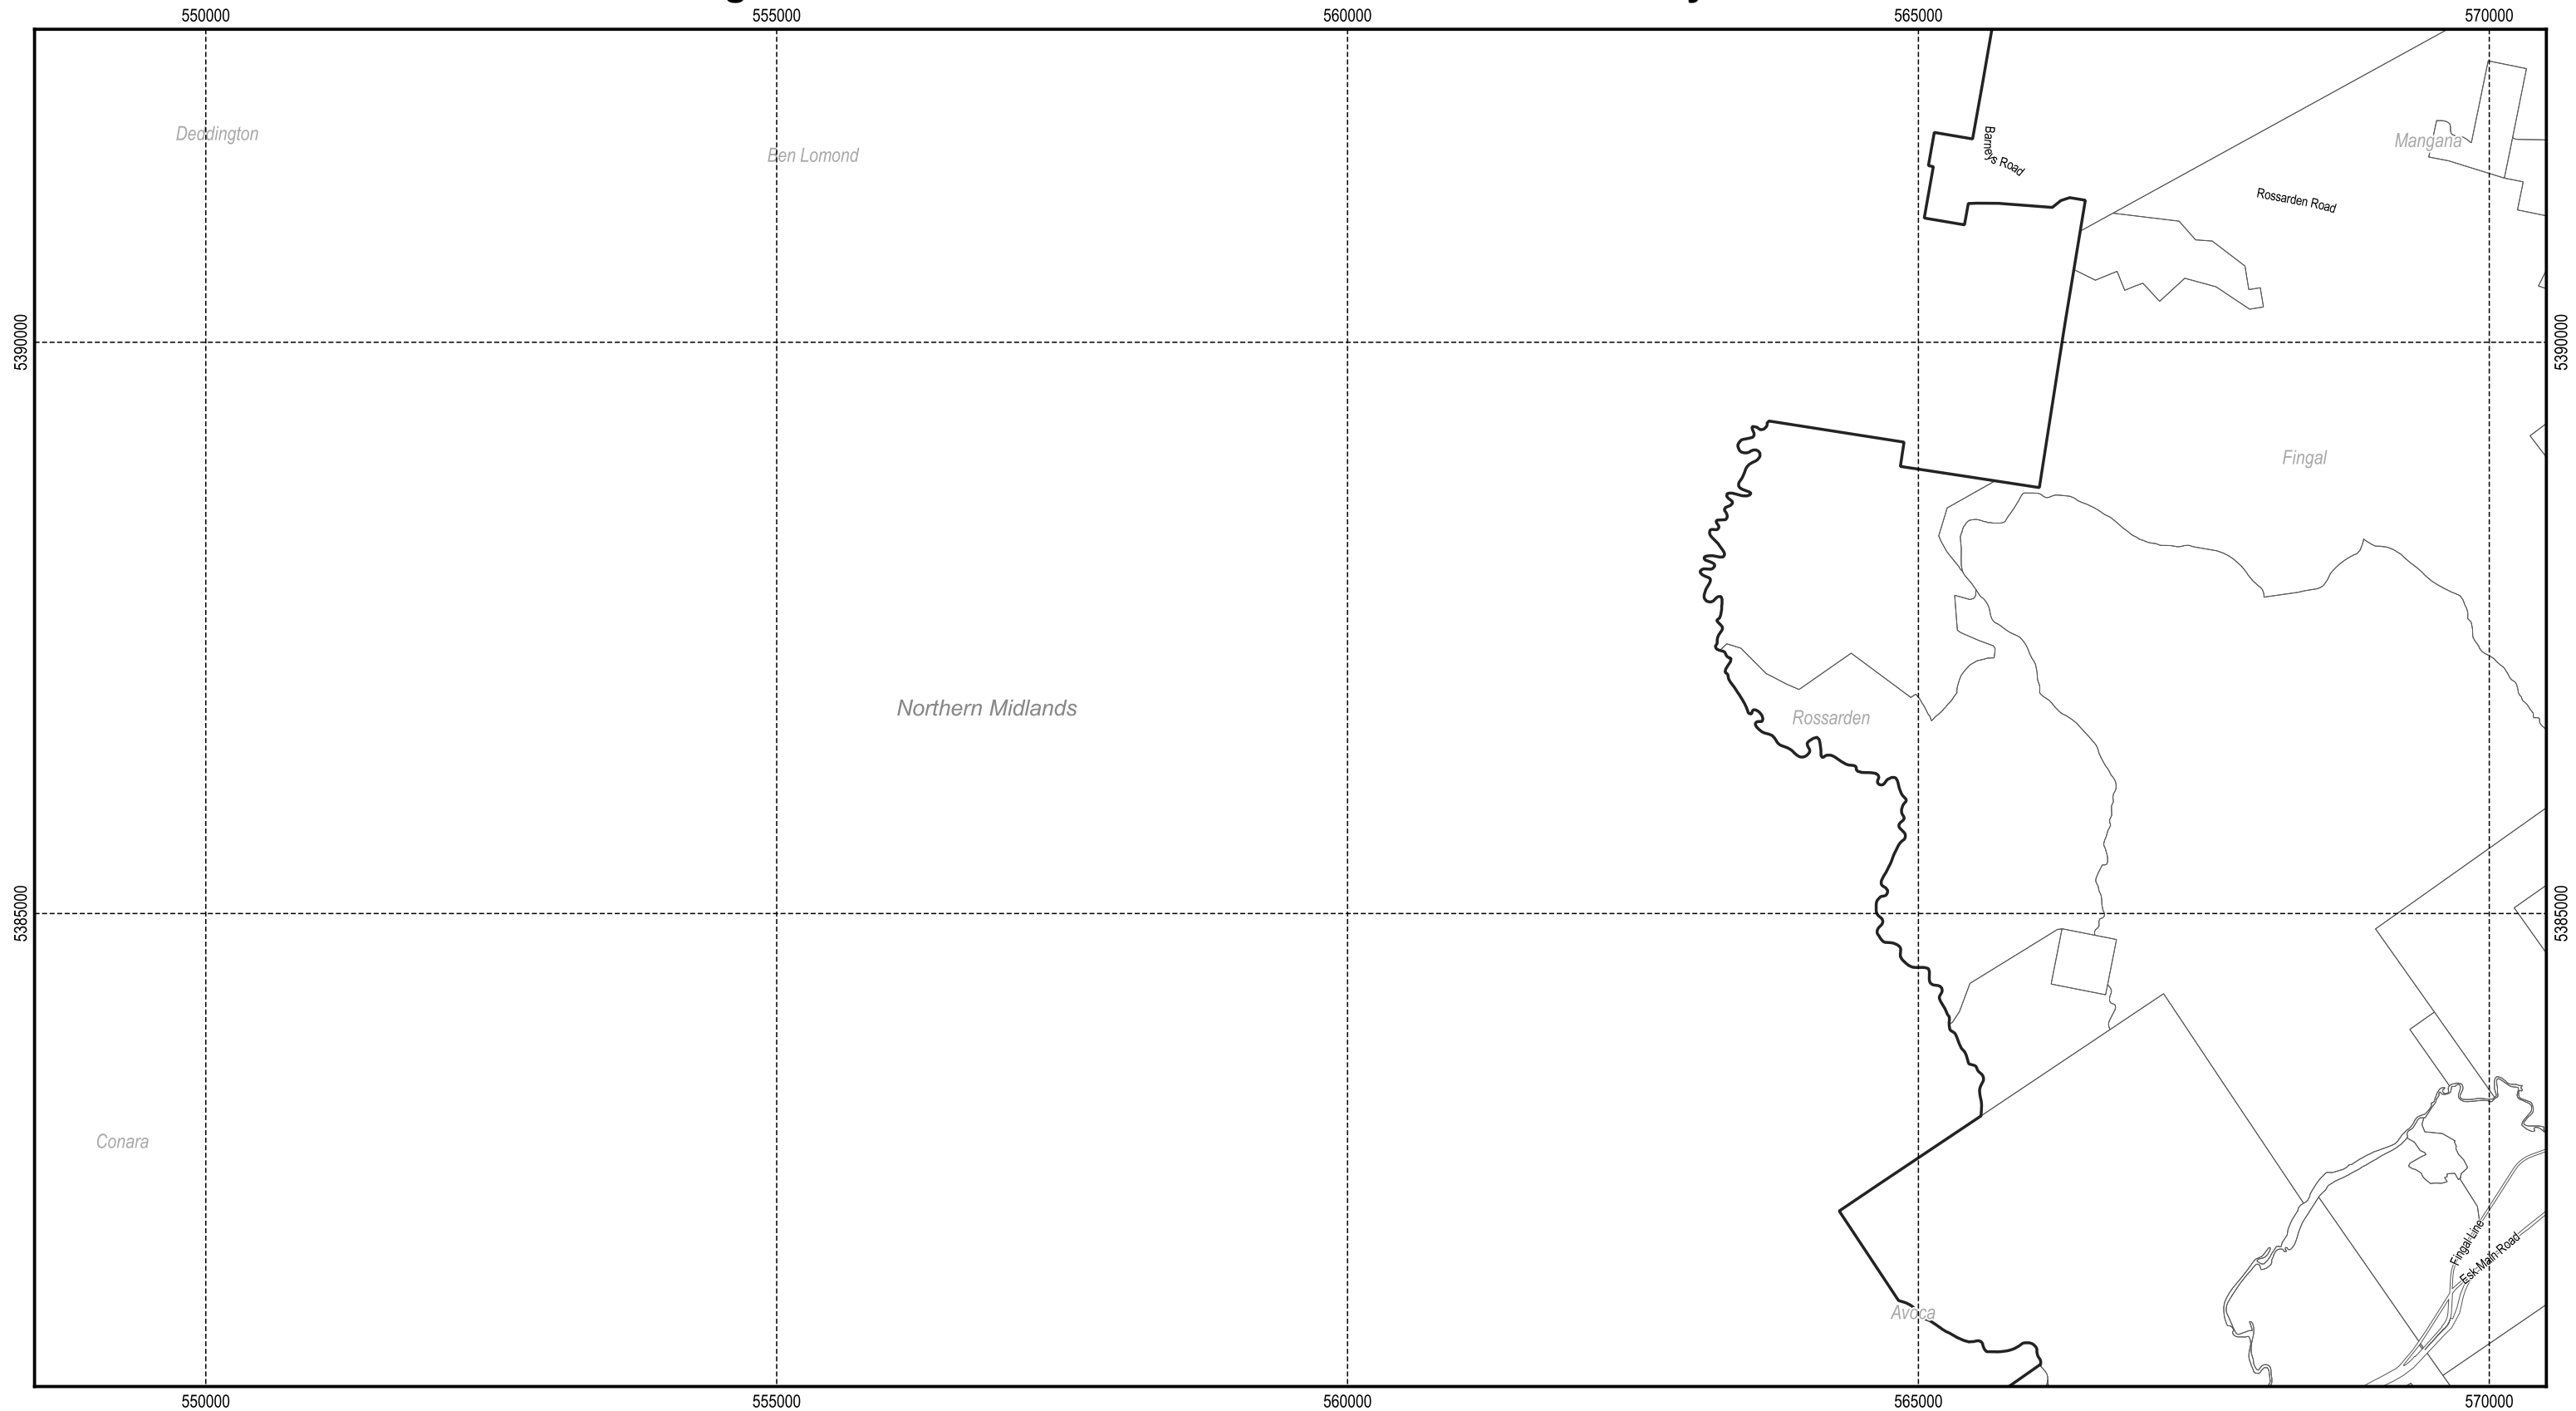 550000
555000
560000
565000
570000
Deddington
Ben Lomond
Barneys Road
Mangana
Rossarden Road
5390000
5390000
Fingal
Northern Midlands
Rossarden
5385000
5385000
Conara
Fingal Line
Esk Main Road
Avoca
550000
555000
560000
565000
570000